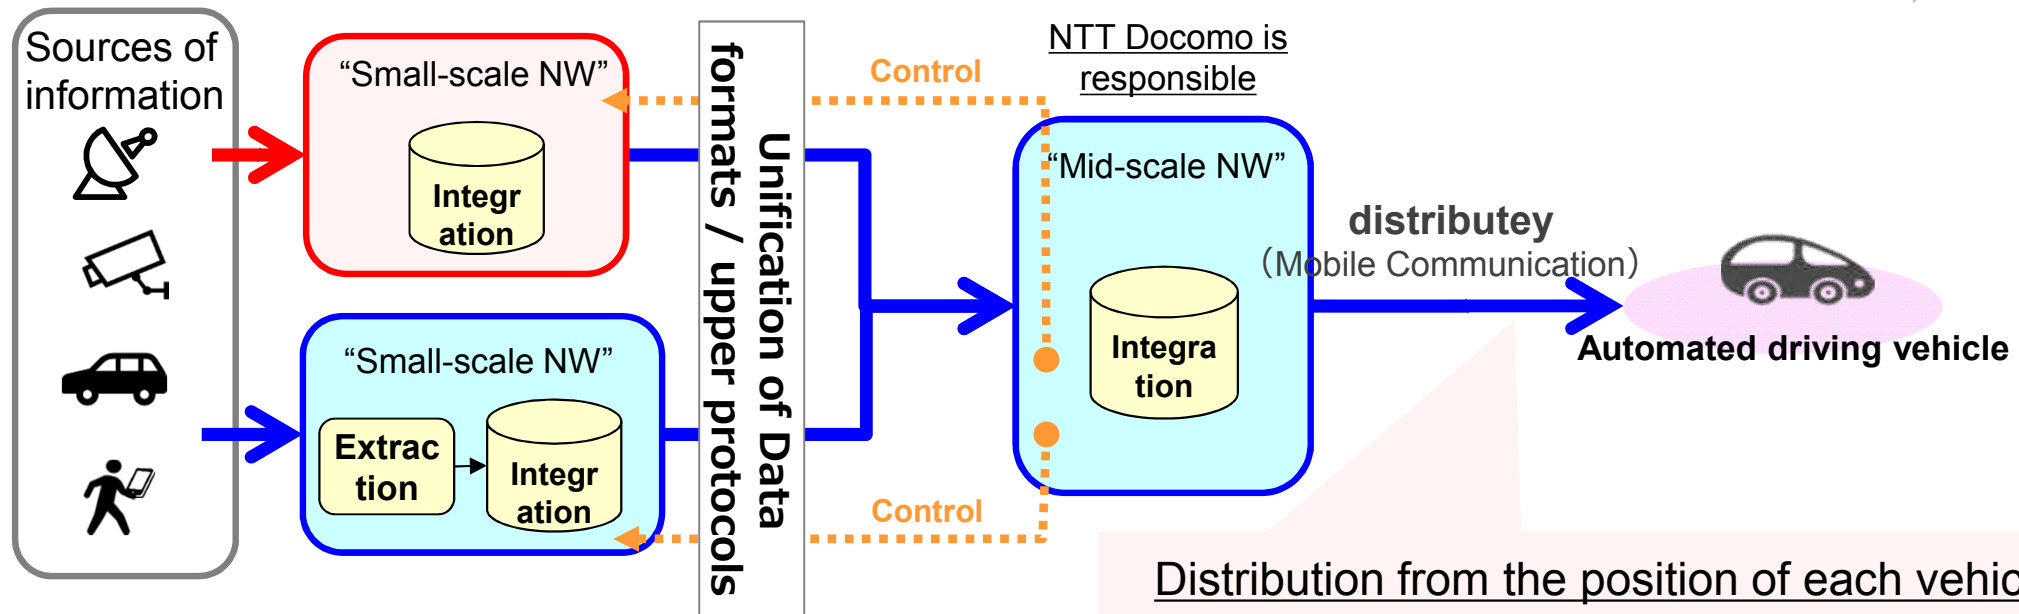 Sources of
information
“Small-scale NW”
Integr
ation
“Small-scale NW”
Extrac
tion
Integr
ation
Unification of Data
formats / upper protocols
Control
Control
NTT Docomo is
responsible
“Mid-scale NW”
Integra
tion
distributey
（Mobile Communication）
Automated driving vehicle
Distribution from the position of each vehic